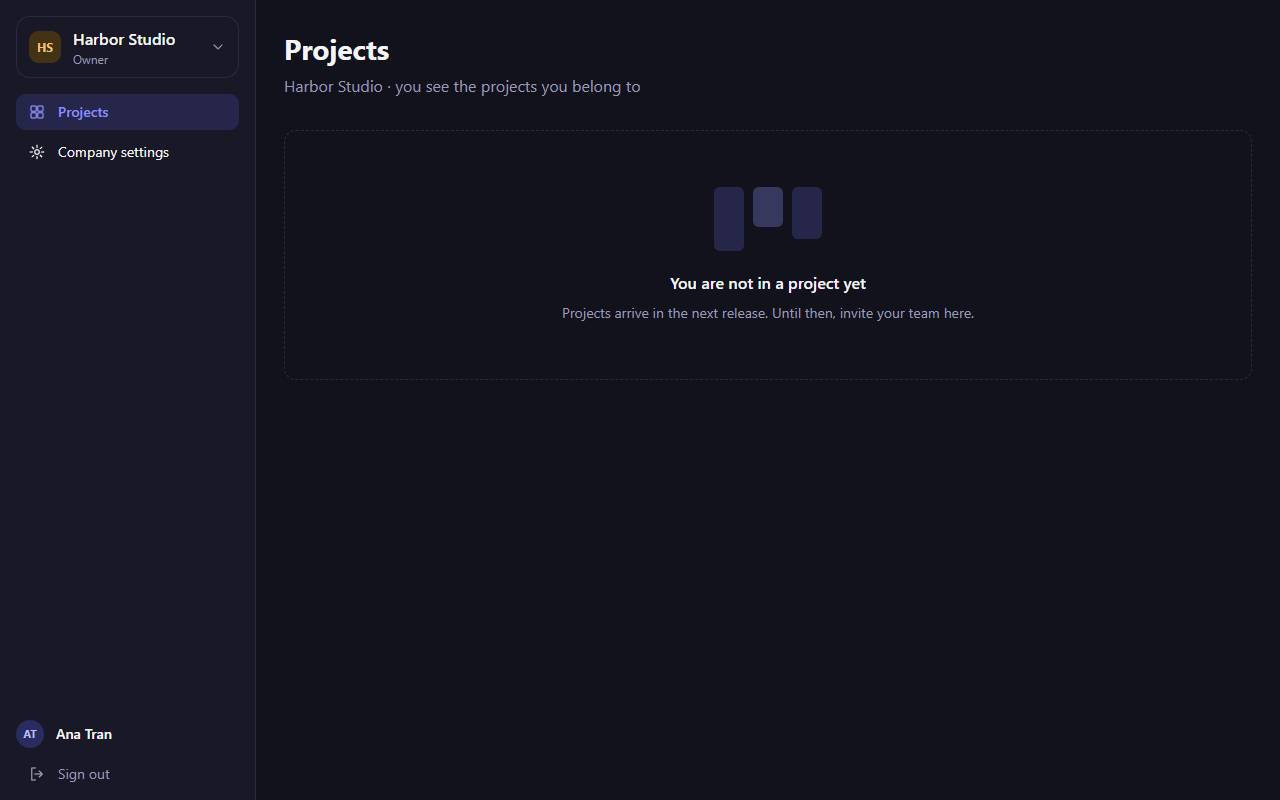 HS
Harbor Studio
Owner
Projects
Company settings
AT
Ana Tran
Sign out
Projects
Harbor Studio · you see the projects you belong to
You are not in a project yet
Projects arrive in the next release. Until then, invite your team here.